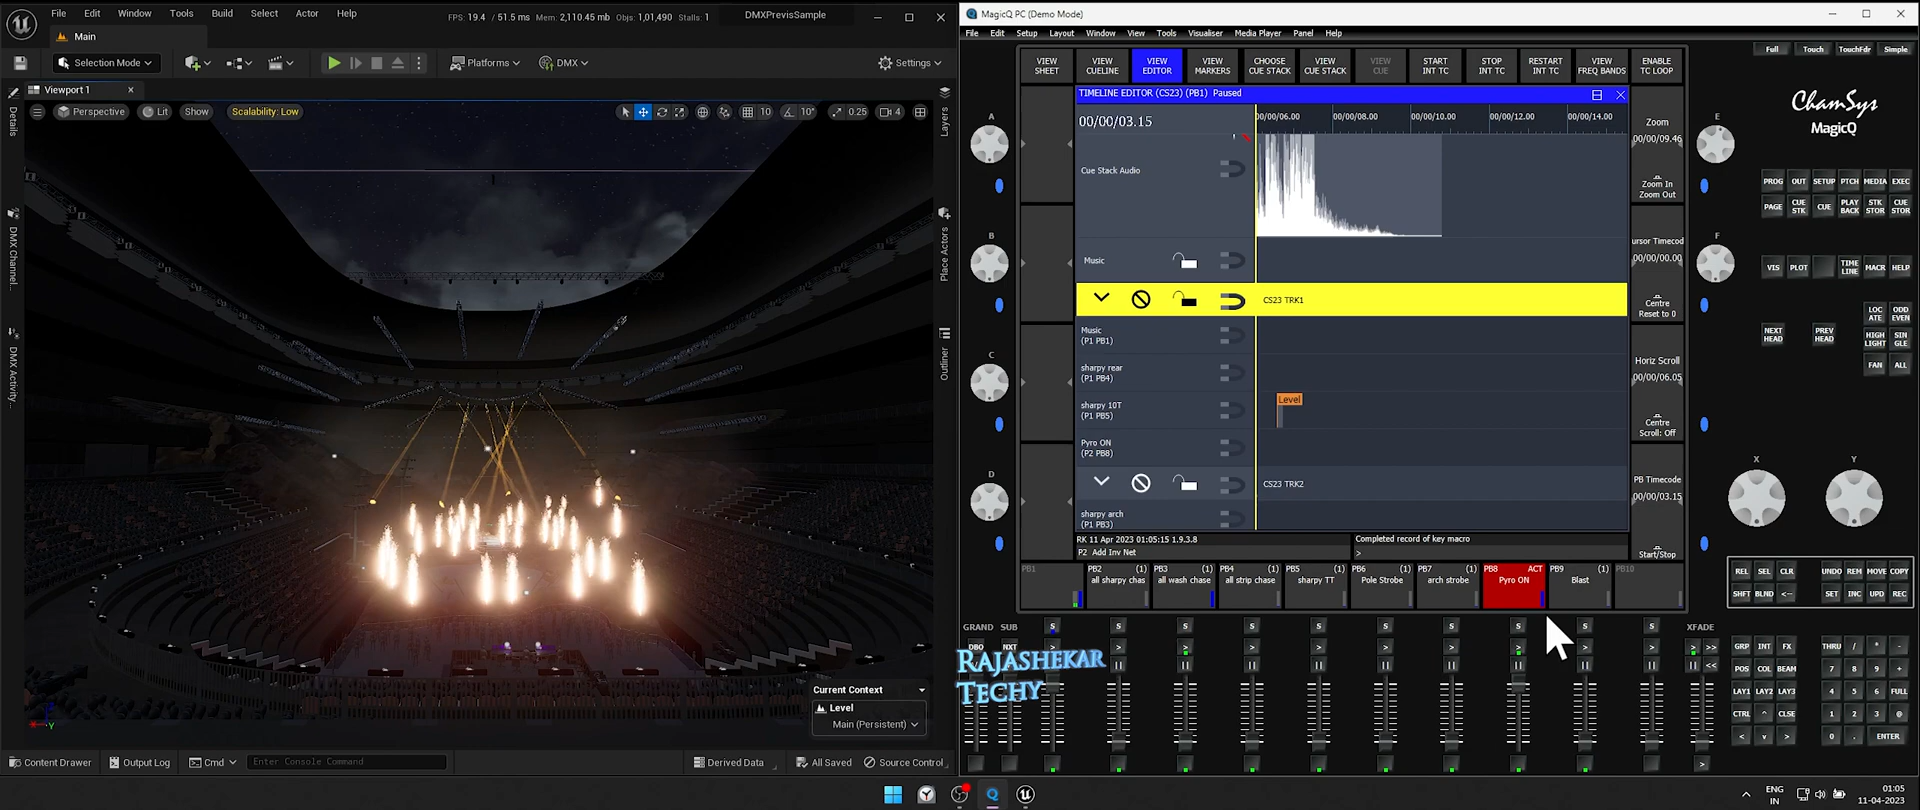 File Edit Window Tools Build Select Actor Help
FPS: 19.4 / 51.5 ms Mem: 2,110.45 mb Objs: 1,01,490 Stalls: 1
DMXPrevisSample
Main
Selection Mode
Platforms
DMX
Settings
Viewport 1
Perspective Lit Show Scalability: Low
10 10° 0.25 4
Details
DMX Channel..
DMX Activity..
Layers
Place Actors
Outliner
Current Context
Level
Main (Persistent)
Y
Content Drawer Output Log Cmd Enter Console Command
Derived Data All Saved Source Control
MagicQ PC (Demo Mode)
File Edit Setup Layout Window View Tools Visualiser Media Player Panel Help
Full Touch TouchFdr Simple
VIEW SHEET
VIEW CUELINE
VIEW EDITOR
VIEW MARKERS
CHOOSE CUE STACK
VIEW CUE STACK
VIEW CUE
START INT TC
STOP INT TC
RESTART INT TC
VIEW FREQ BANDS
ENABLE TC LOOP
TIMELINE EDITOR (CS23) (PB1) Paused
00/00/03.15
00/00/06.00 00/00/08.00 00/00/10.00 00/00/12.00 00/00/14.00
Cue Stack Audio
Music
CS23 TRK1
Music
(P1 PB1)
sharpy rear
(P1 PB4)
sharpy 10T
(P1 PB5)
Level
Pyro ON
(P2 PB8)
CS23 TRK2
sharpy arch
(P1 PB3)
Zoom
00/00/09.46
Zoom In
Zoom Out
ursor Timecod
00/00/00.00
Centre
Reset to 0
Horiz Scroll
00/00/06.05
Centre
Scroll: Off
PB Timecode
00/00/03.15
Start/Stop
RK 11 Apr 2023 01:05:15 1.9.3.8
Completed record of key macro
P2 Add Inv Net
>
PB1
PB2 (1)
all sharpy chas
PB3 (1)
all wash chase
PB4 (1)
all strip chase
PB5 (1)
sharpy TT
PB6 (1)
Pole Strobe
PB7 (1)
arch strobe
PB8 ACT
Pyro ON
PB9 (1)
Blast
PB10
A
B
C
D
E
F
X
Y
ChamSys
MagicQ
PROG OUT SETUP PTCH MEDIA EXEC
PAGE CUE STK CUE PLAY BACK STK STOR CUE STOR
VIS PLOT TIME LINE MACR HELP
LOC ATE ODD EVEN
NEXT HEAD PREV HEAD HIGH LIGHT SIN GLE
FAN ALL
REL SEL CLR UNDO REM MOVE COPY
SHFT BLND <-- SET INC UPD REC
GRAND SUB
DBO NXT
S S S S S S S S S S
XFADE
> >>
<<
RAJASHEKAR
TECHY
GRP INT FX THRU / * -
POS COL BEAM 7 8 9 +
LAY1 LAY2 LAY3 4 5 6 FULL
CTRL ^ CLSE 1 2 3 @
< v > 0 . ENTER
ENG
IN
01:05
11-04-2023